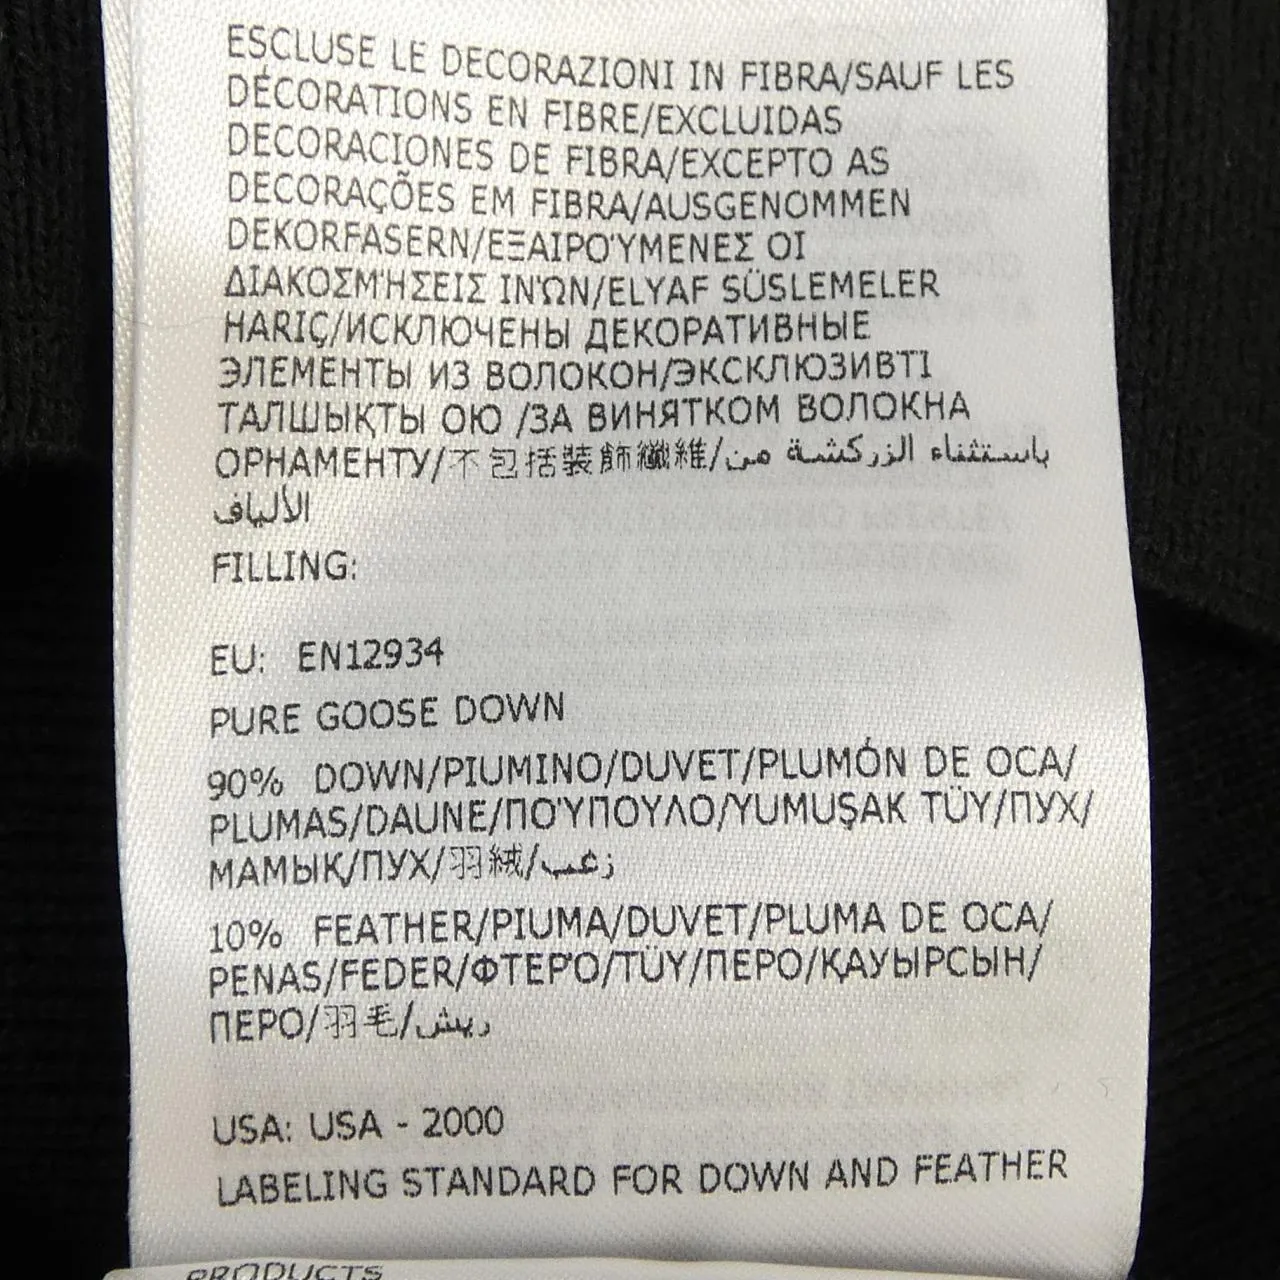 ESCLUSE LE DECORAZIONI IN FIBRA/SAUF LES
DÉCORATIONS EN FIBRE/EXCLUIDAS
DECORACIONES DE FIBRA/EXCEPTO AS
DECORAÇÕES EM FIBRA/AUSGENOMMEN
DEKORFASERN/ΕΞΑΙΡΟΎΜΕΝΕΣ ΟΙ
ΔΙΑΚΟΣΜΉΣΕΙΣ ΙΝΏΝ/ELYAF SÜSLEMELER
HARIÇ/ИСКЛЮЧЕНЫ ДЕКОРАТИВНЫЕ
ЭЛЕМЕНТЫ ИЗ ВОЛОКОН/ЭКСКЛЮЗИВТІ
ТАЛШЫҚТЫ ОЮ /ЗА ВИНЯТКОМ ВОЛОКНА
ОРНАМЕНТУ/不包括裝飾纖維/باستثناء الزركشة من
الألياف
FILLING:
EU: EN12934
PURE GOOSE DOWN
90% DOWN/PIUMINO/DUVET/PLUMÓN DE OCA/
PLUMAS/DAUNE/ΠΟΎΠΟΥΛΟ/YUMUŞAK TÜY/ПУХ/
МАМЫҚ/ПУХ/羽絨/زغب
10% FEATHER/PIUMA/DUVET/PLUMA DE OCA/
PENAS/FEDER/ΦΤΕΡΌ/TÜY/ПЕРО/ҚАУЫРСЫН/
ПЕРО/羽毛/ريش
USA: USA - 2000
LABELING STANDARD FOR DOWN AND FEATHER
PRODUCTS